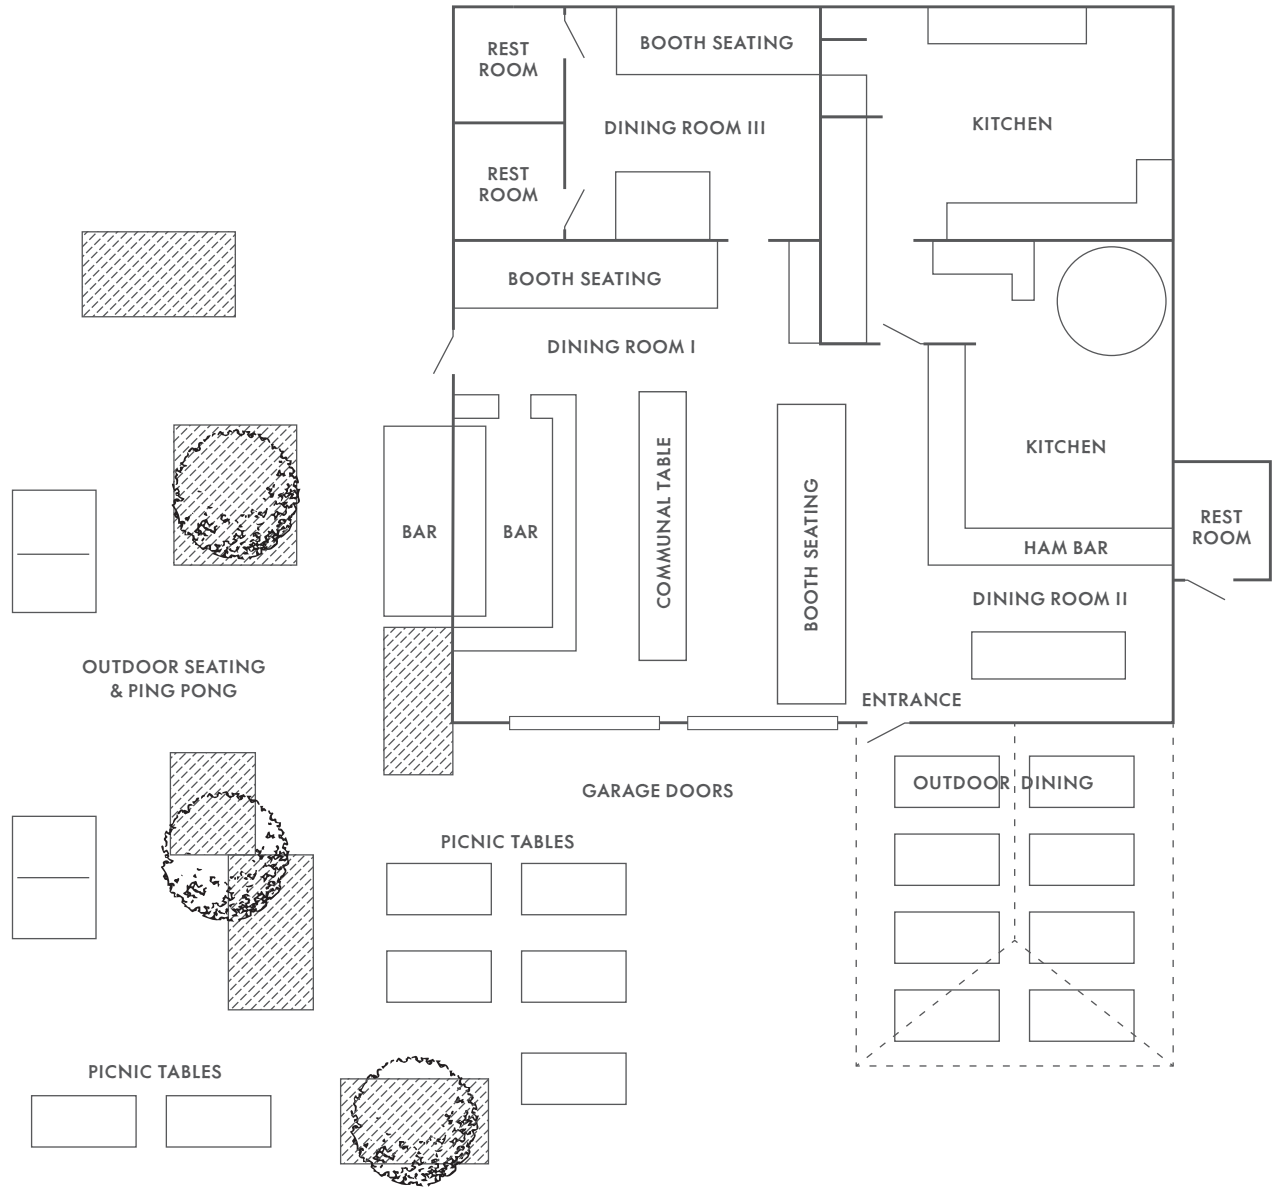 REST
ROOM
BOOTH SEATING
DINING ROOM III
KITCHEN
REST
ROOM
BOOTH SEATING
DINING ROOM I
BAR
BAR
COMMUNAL TABLE
BOOTH SEATING
KITCHEN
HAM BAR
REST
ROOM
DINING ROOM II
ENTRANCE
OUTDOOR SEATING
& PING PONG
GARAGE DOORS
OUTDOOR DINING
PICNIC TABLES
PICNIC TABLES